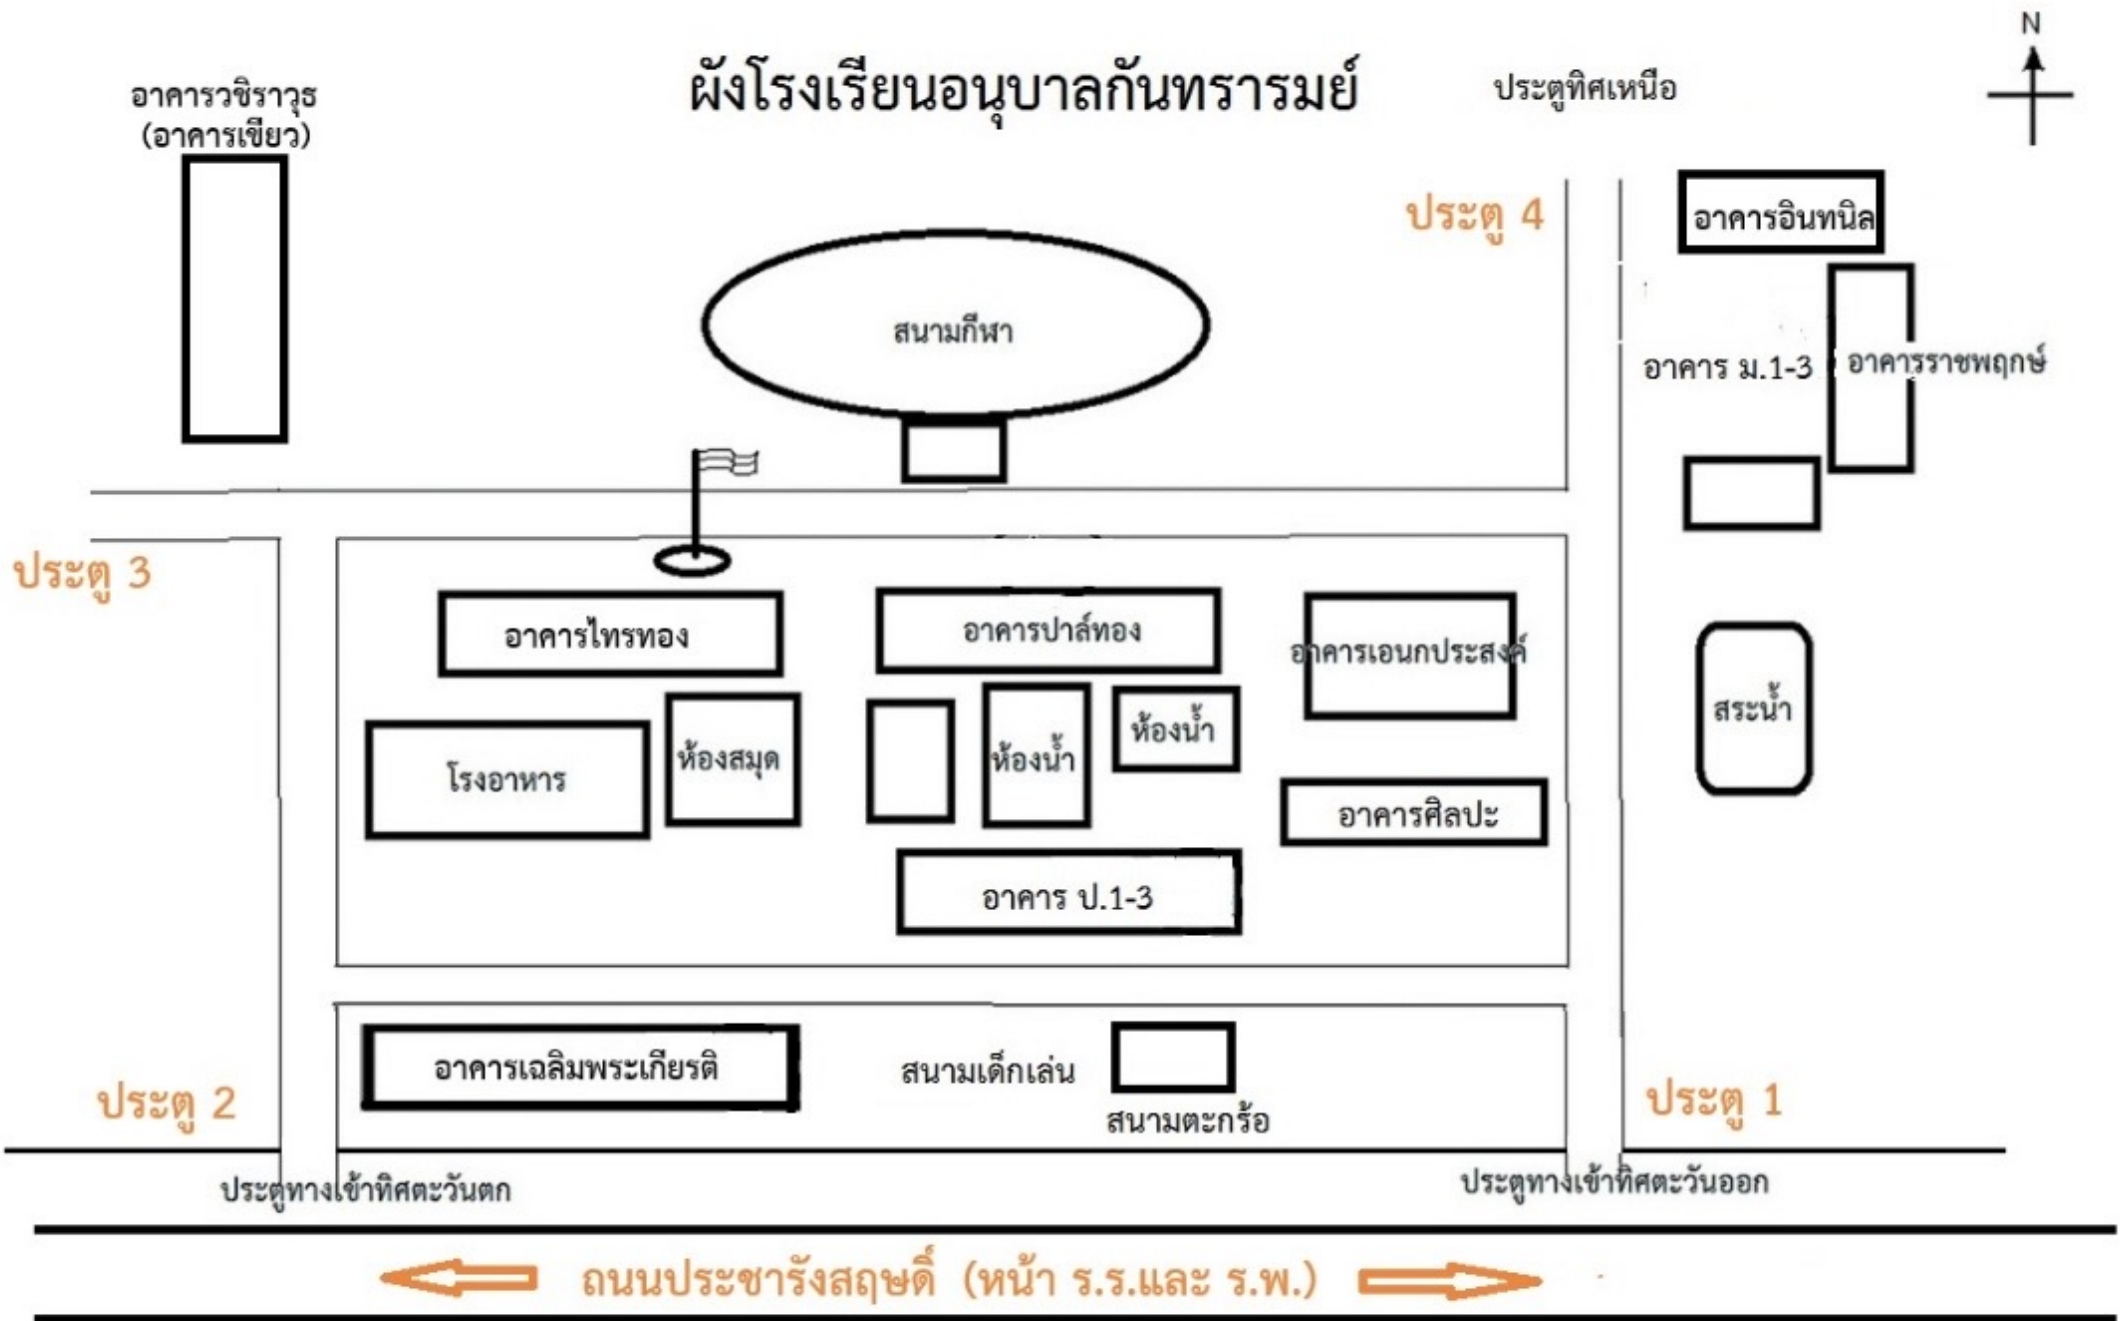 N
ผังโรงเรียนอนุบาลกันทรารมย์
ประตูทิศเหนือ
อาคารวชิราวุธ
(อาคารเขียว)
ประตู 4
อาคารอินทนิล
สนามกีฬา
อาคาร ม.1-3
อาคารราชพฤกษ์
ประตู 3
อาคารไทรทอง
อาคารปาล์ทอง
อาคารเอนกประสงค์
สระน้ำ
โรงอาหาร
ห้องสมุด
ห้องน้ำ
ห้องน้ำ
อาคารศิลปะ
อาคาร ป.1-3
อาคารเฉลิมพระเกียรติ
สนามเด็กเล่น
สนามตะกร้อ
ประตู 2
ประตู 1
ประตูทางเข้าทิศตะวันตก
ประตูทางเข้าทิศตะวันออก
ถนนประชารังสฤษดิ์ (หน้า ร.ร.และ ร.พ.)